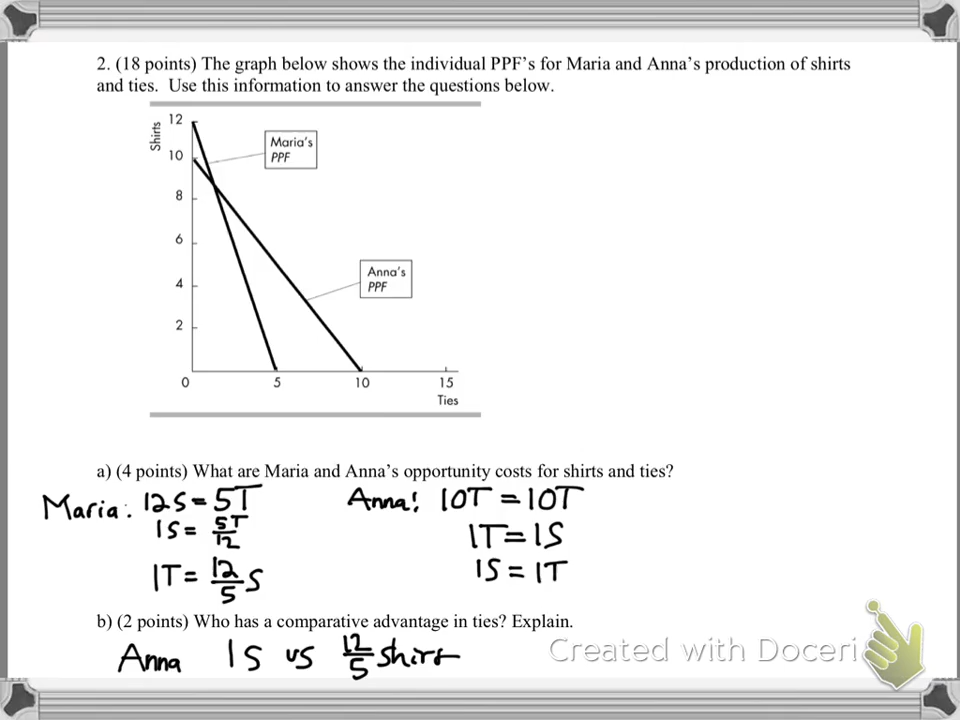 2. (18 points) The graph below shows the individual PPF's for Maria and Anna's production of shirts
and ties. Use this information to answer the questions below.
Shirts
12
10
8
6
4
2
0
5
10
15
Ties
Maria's
PPF
Anna's
PPF
a) (4 points) What are Maria and Anna's opportunity costs for shirts and ties?
Maria: 12S = 5T
1S = 5T/12
1T = 12/5 S
Anna! 10T = 10T
1T = 1S
1S = 1T
b) (2 points) Who has a comparative advantage in ties? Explain.
Anna 1S vs 12/5 shirt
Created with Doceri